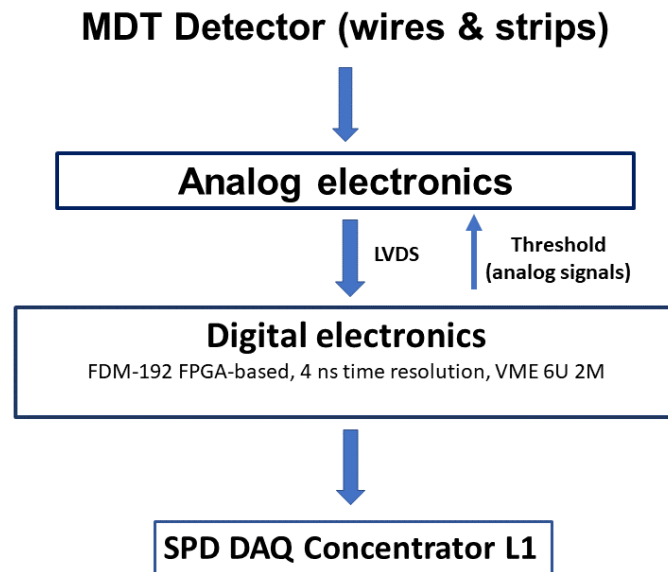 MDT Detector (wires & strips)
Analog electronics
LVDS
Threshold
(analog signals)
Digital electronics
FDM-192 FPGA-based, 4 ns time resolution, VME 6U 2M
SPD DAQ Concentrator L1